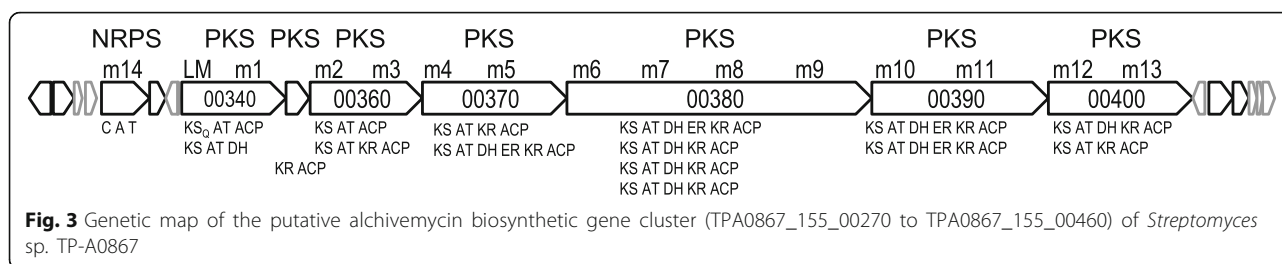 NRPS PKS PKS PKS PKS PKS PKS PKS
m14 LM m1 m2 m3 m4 m5 m6 m7 m8 m9 m10 m11 m12 m13
00340 00360 00370 00380 00390 00400
C A T KSQ AT ACP KS AT ACP KS AT KR ACP KS AT DH ER KR ACP KS AT DH ER KR ACP KS AT DH KR ACP
KS AT DH KS AT KR ACP KS AT DH ER KR ACP KS AT DH KR ACP KS AT DH ER KR ACP KS AT KR ACP
KR ACP KS AT DH KR ACP
KS AT DH KR ACP
Fig. 3 Genetic map of the putative alchivemycin biosynthetic gene cluster (TPA0867_155_00270 to TPA0867_155_00460) of Streptomyces
sp. TP-A0867